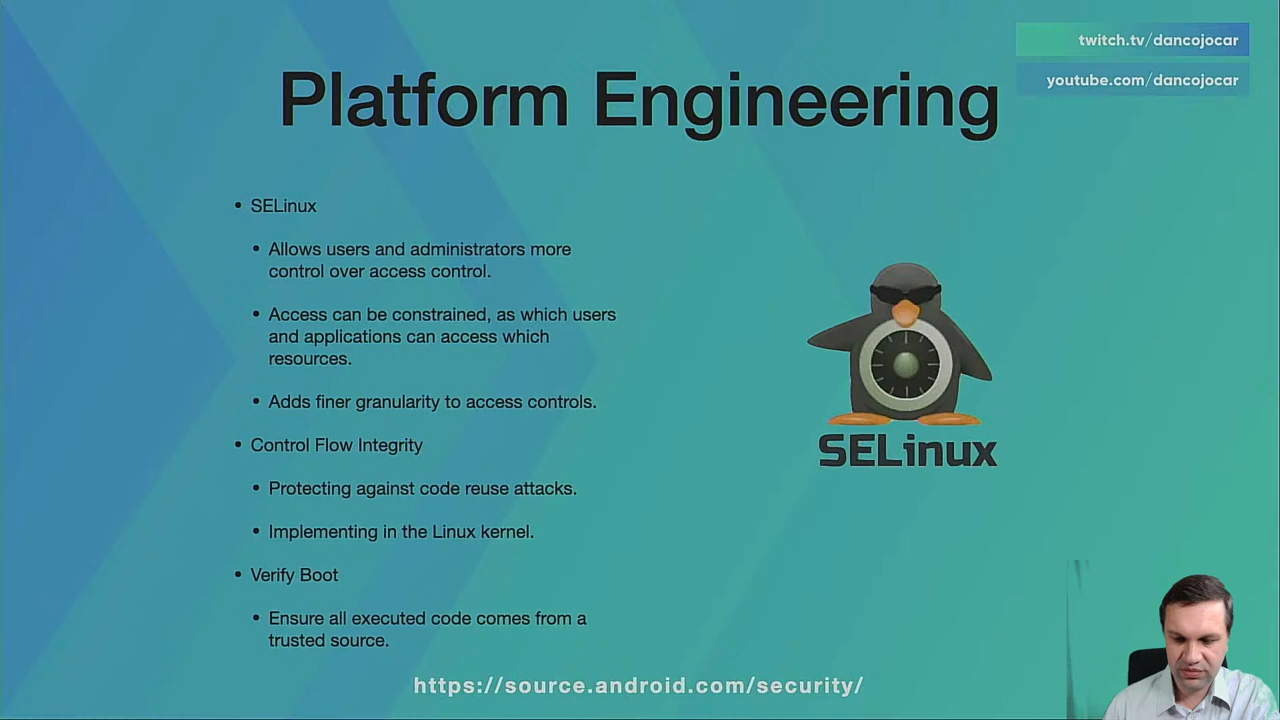 twitch.tv/dancojocar
youtube.com/dancojocar
Platform Engineering
• SELinux
• Allows users and administrators more
control over access control.
• Access can be constrained, as which users
and applications can access which
resources.
• Adds finer granularity to access controls.
• Control Flow Integrity
• Protecting against code reuse attacks.
• Implementing in the Linux kernel.
• Verify Boot
• Ensure all executed code comes from a
trusted source.
SELinux
https://source.android.com/security/